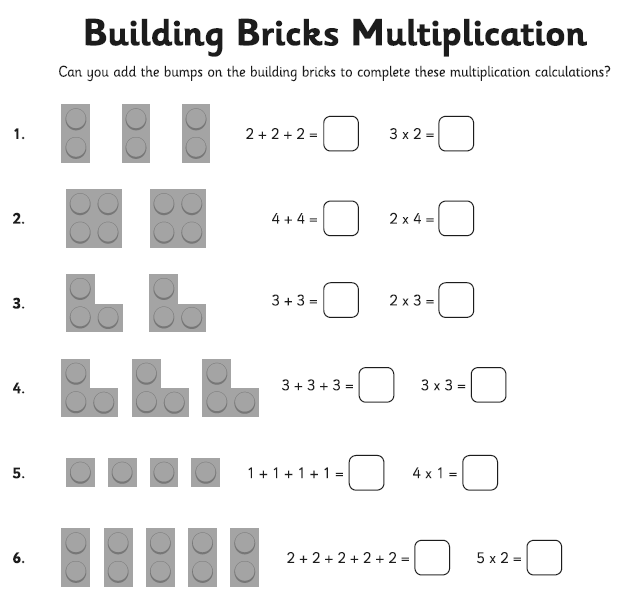 Building Bricks Multiplication
Can you add the bumps on the building bricks to complete these multiplication calculations?
1. 2 + 2 + 2 = 3 x 2 =
2. 4 + 4 = 2 x 4 =
3. 3 + 3 = 2 x 3 =
4. 3 + 3 + 3 = 3 x 3 =
5. 1 + 1 + 1 + 1 = 4 x 1 =
6. 2 + 2 + 2 + 2 + 2 = 5 x 2 =